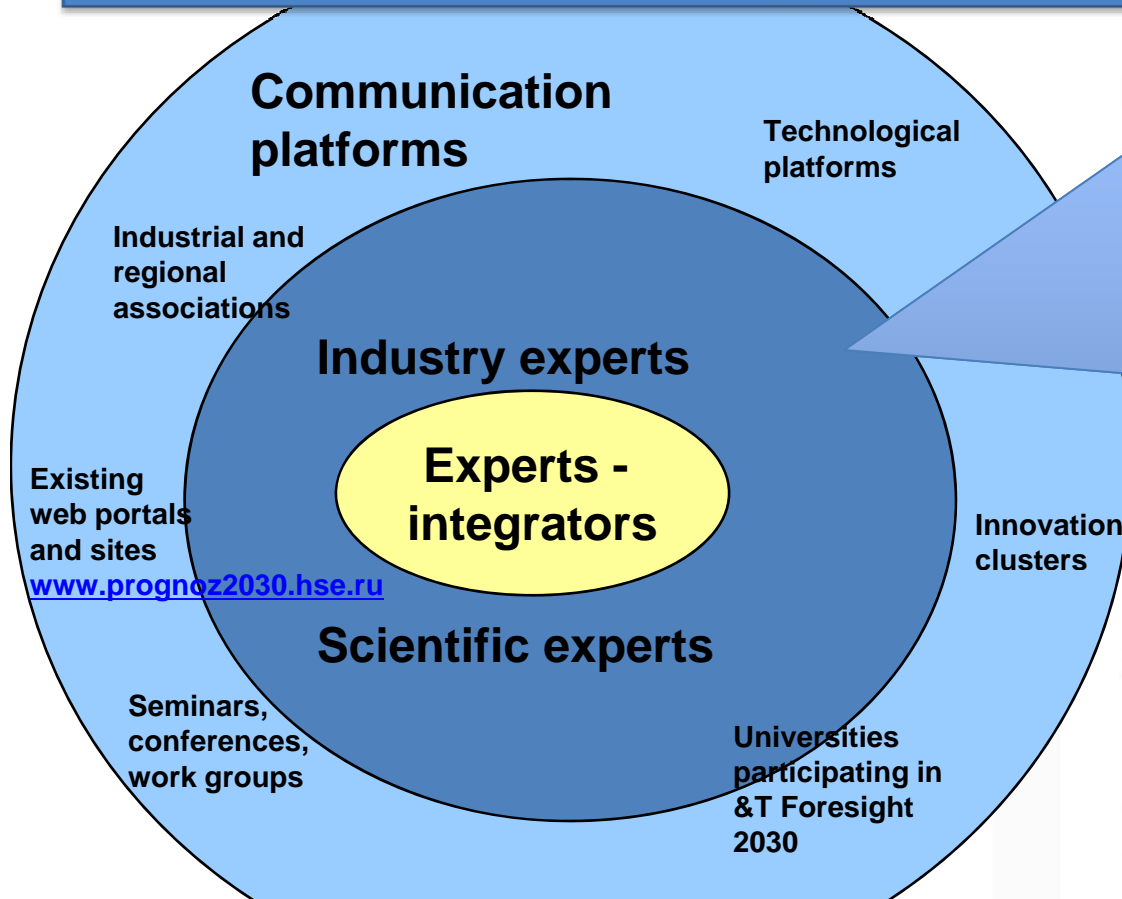 Communication
platforms
Technological
platforms
Industrial and
regional
associations
Industry experts
Experts -
integrators
Existing
web portals
and sites
www.prognoz2030.hse.ru
Innovation
clusters
Scientific experts
Seminars,
conferences,
work groups
Universities
participating in
&T Foresight
2030